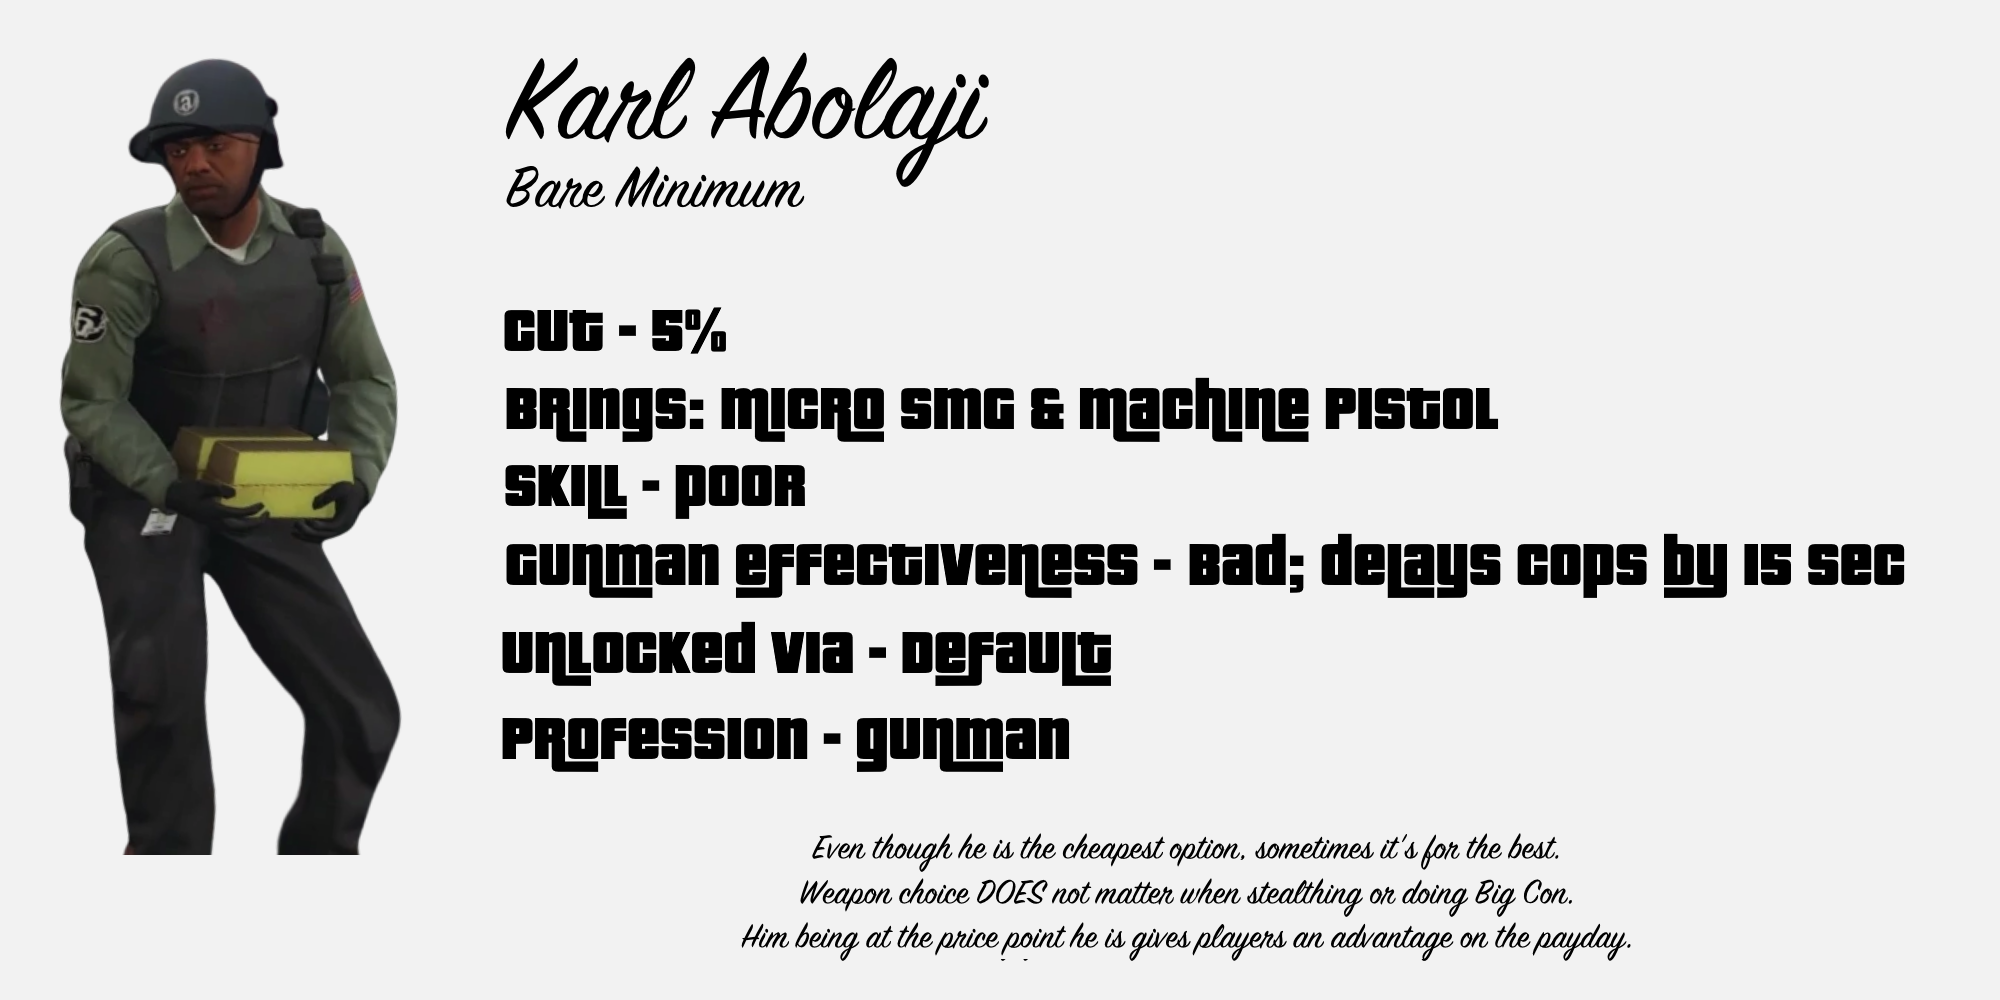 Karl Abolaji
Bare Minimum
Cut - 5%
Brings: Micro SMG & Machine Pistol
Skill - Poor
Gunman Effectiveness - Bad; delays cops by 15 sec
Unlocked via - Default
Profession - gunman
Even though he is the cheapest option, sometimes it's for the best.
Weapon choice DOES not matter when stealthing or doing Big Con.
Him being at the price point he is gives players an advantage on the payday.